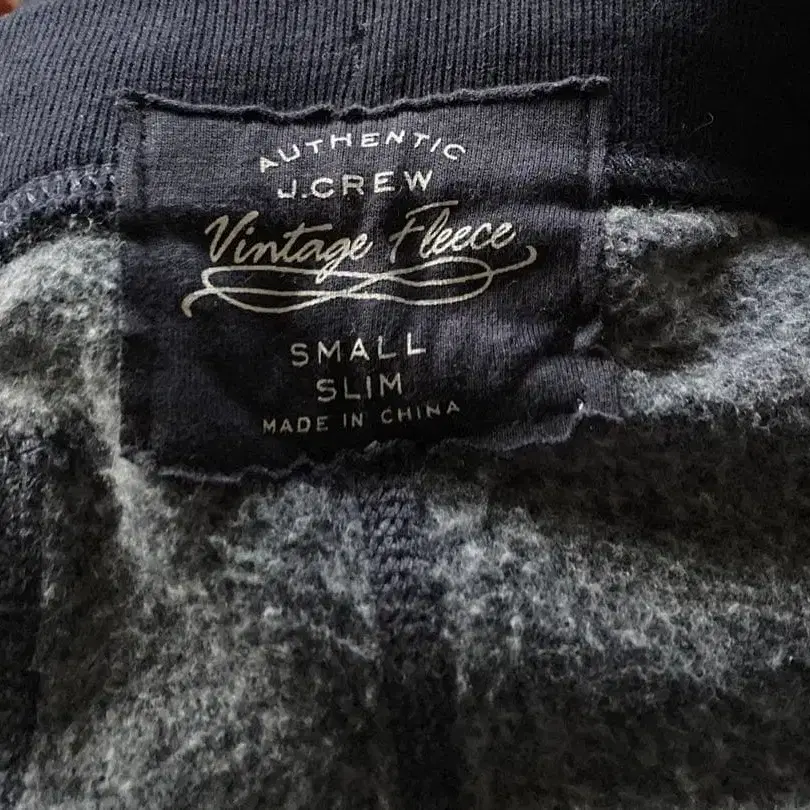 AUTHENTIC
J.CREW
Vintage Fleece
SMALL
SLIM
MADE IN CHINA